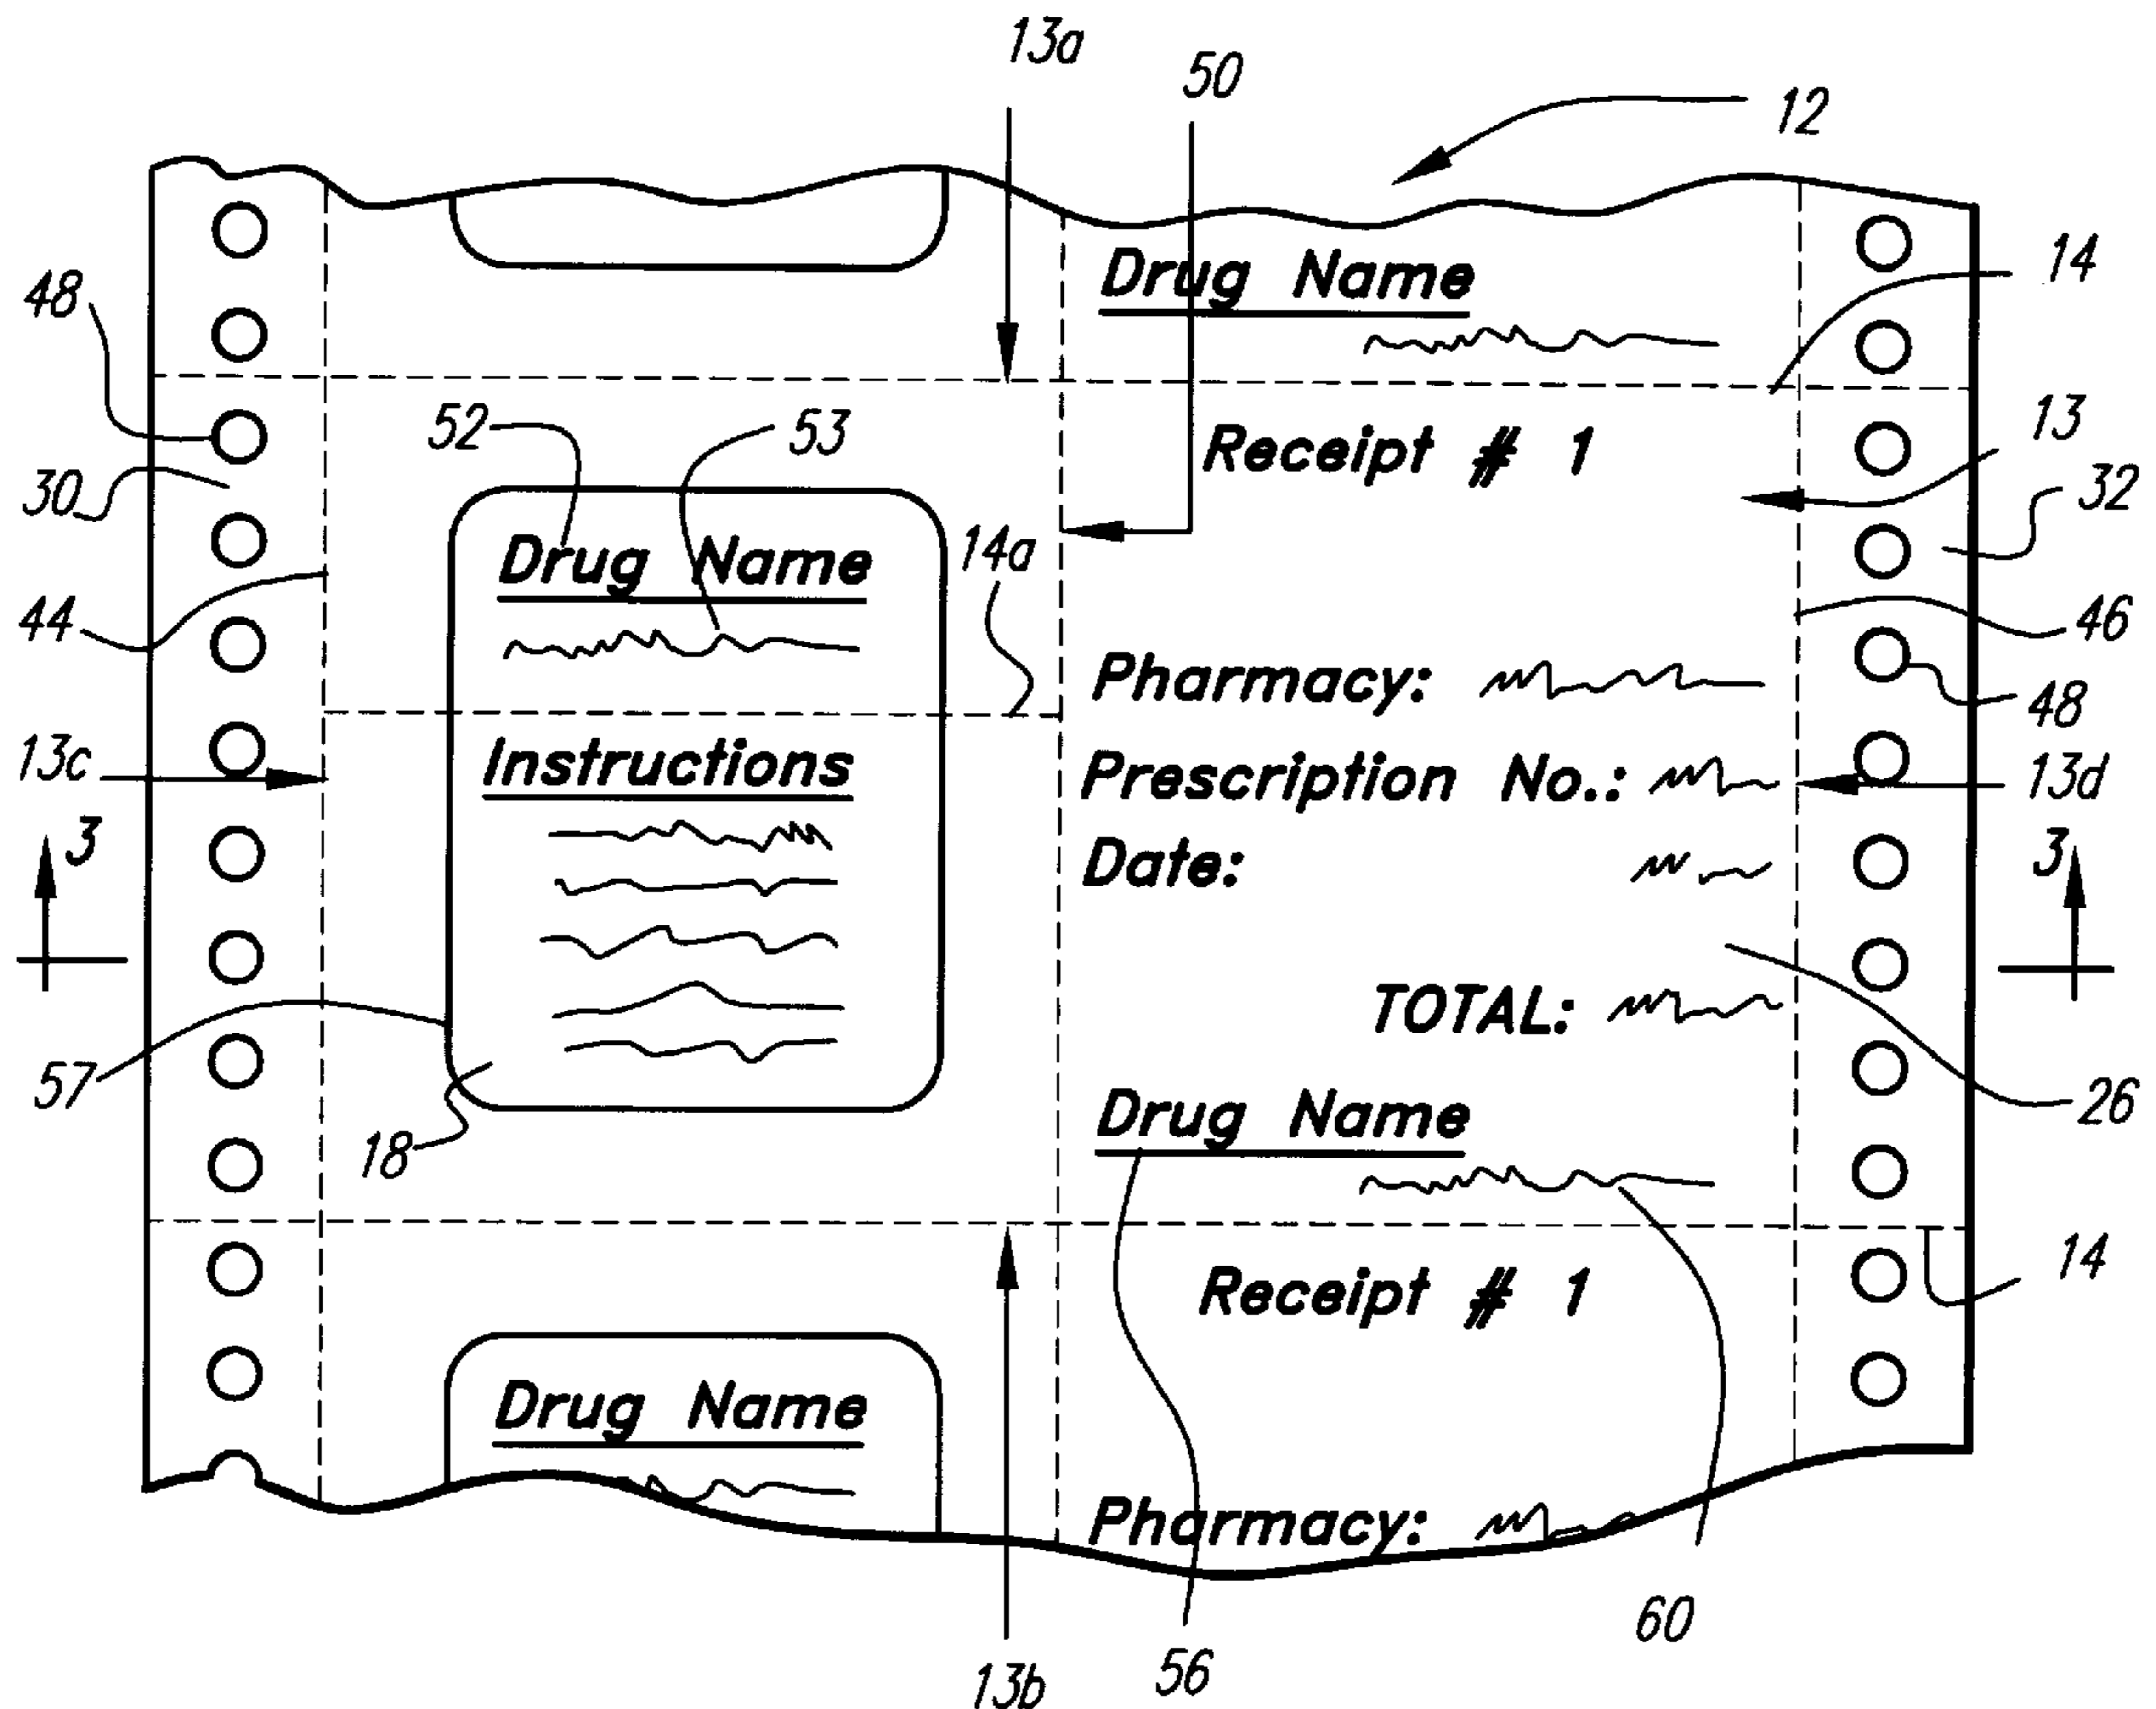 13a
50
12
Drug Name
14
48
Receipt # 1
13
52
53
30
32
Drug Name
14a
44
46
Pharmacy:
48
Instructions
Prescription No.:
13c
13d
3
Date:
3
TOTAL:
57
26
Drug Name
18
14
Receipt # 1
Drug Name
Pharmacy:
60
56
13b